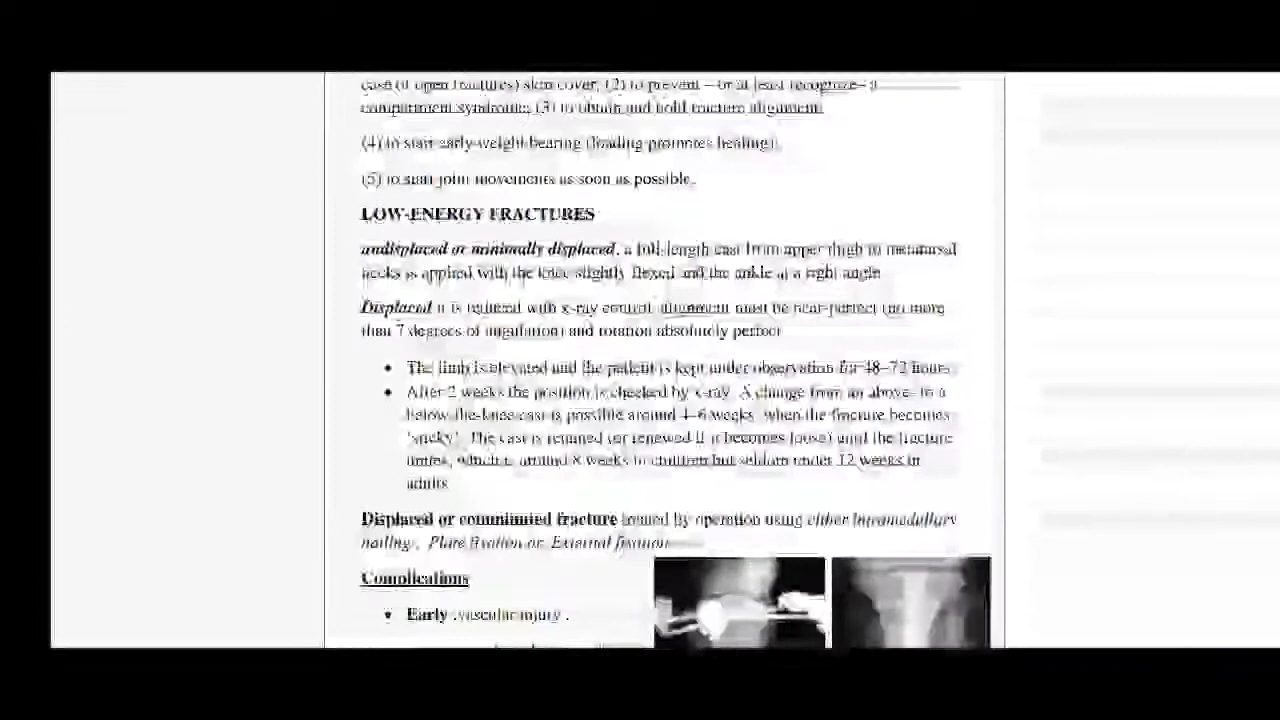 case (of open fractures) skin cover; (2) to prevent – or at least recognize– a
compartment syndrome; (3) to obtain and hold fracture alignment.
(4) to start early weight bearing (loading promotes healing).
(5) to start joint movements as soon as possible.
LOW-ENERGY FRACTURES
undisplaced or minimally displaced, a full-length cast from upper thigh to metatarsal
necks is applied with the knee slightly flexed and the ankle at a right angle
Displaced it is reduced with x-ray control, alignment must be near-perfect (no more
than 7 degrees of angulation) and rotation absolutely perfect
• The limb is elevated and the patient is kept under observation for 48–72 hours.
• After 2 weeks the position is checked by x-ray. A change from an above- to a
below-the-knee cast is possible around 4–6 weeks, when the fracture becomes
'sticky'. The cast is retained (or renewed if it becomes loose) until the fracture
unites, which is around 8 weeks in children but seldom under 12 weeks in
adults
Displaced or comminuted fracture treated by operation using either Intramedullary
nailing, Plate fixation or External fixation
Complications
• Early .vascular injury .